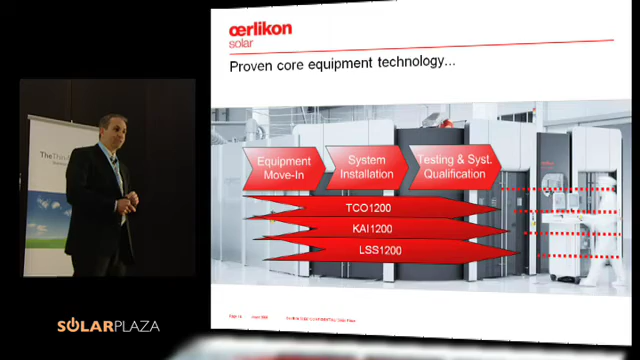 œrlikon
solar
Proven core equipment technology...
Equipment
Move-In
System
Installation
Testing & Syst.
Qualification
TCO1200
KAI1200
LSS1200
SOLARPLAZA